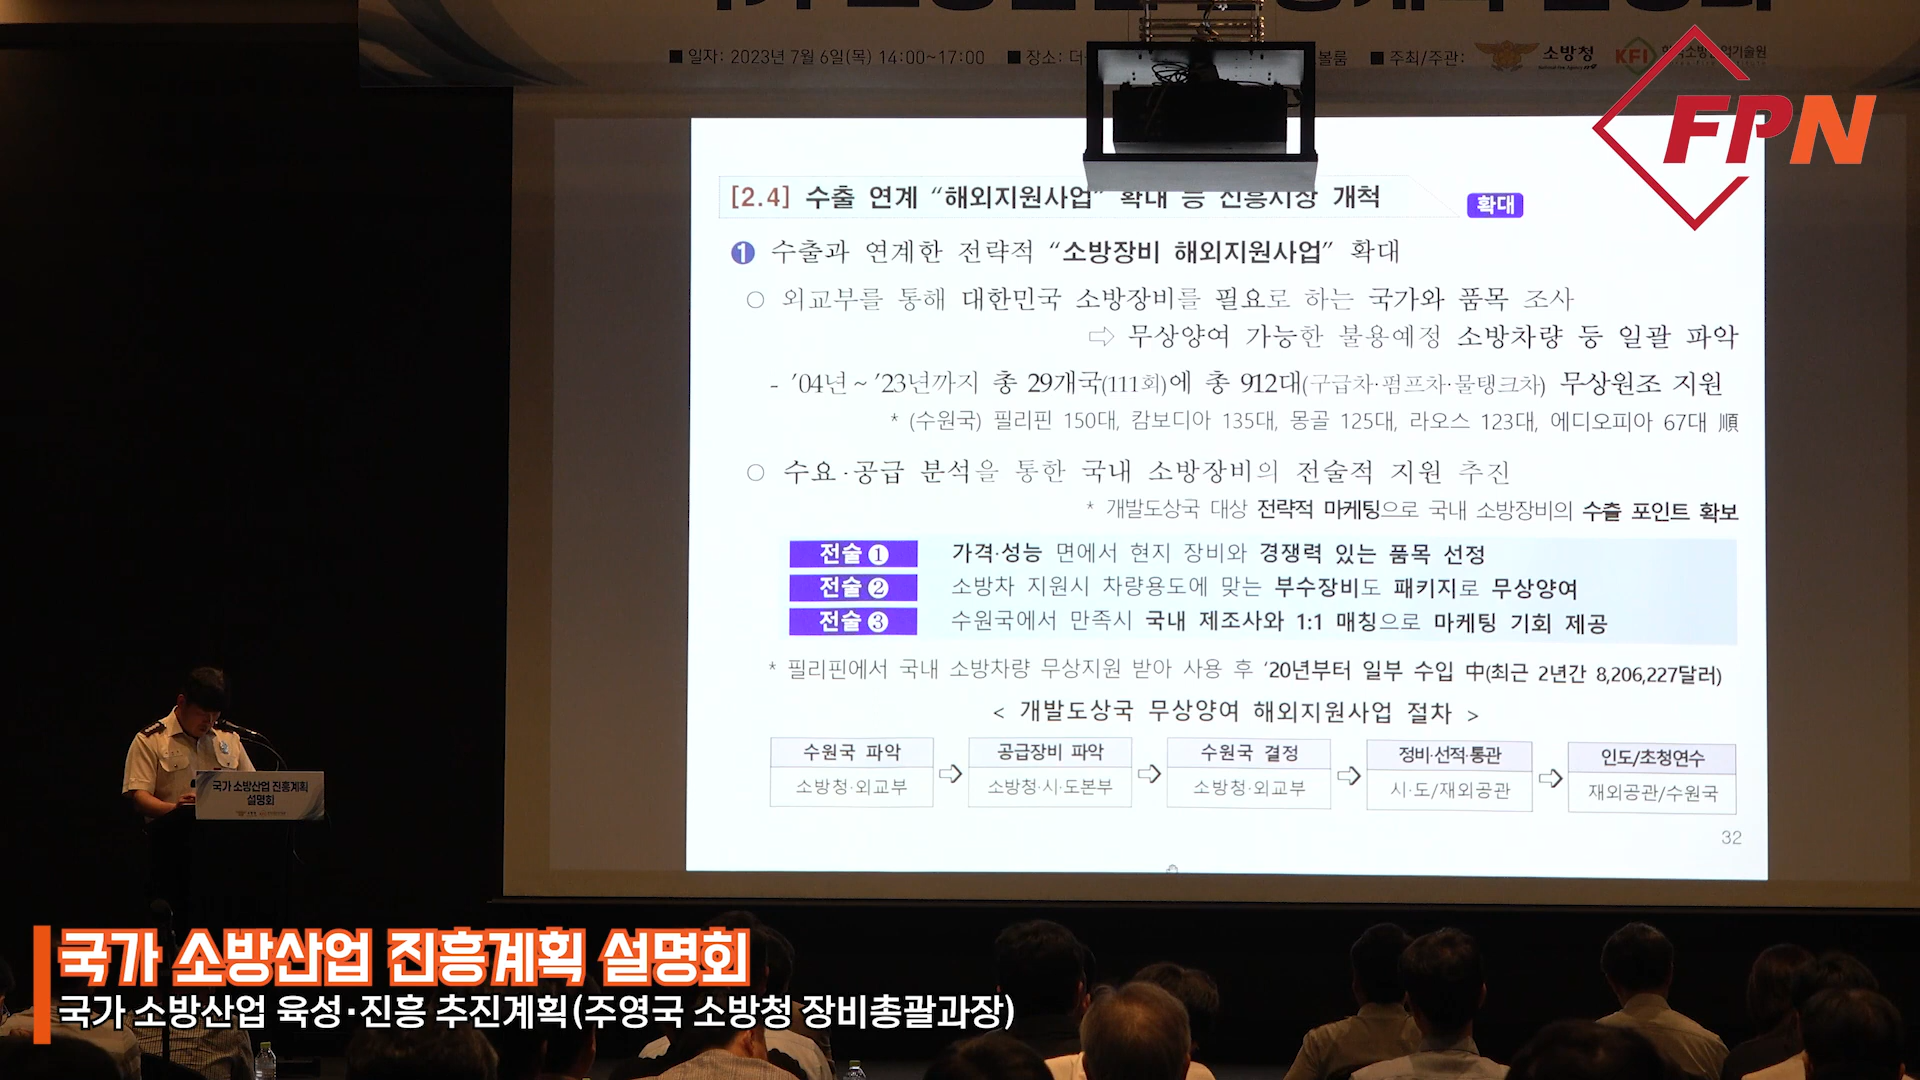 ■ 일자: 2023년 7월 6일(목) 14:00~17:00 ■ 장소: 더 볼룸 ■ 주최/주관: 소방청 KFI
FPN
[2.4] 수출 연계 “해외지원사업” 확대 등 신흥시장 개척 확대
❶ 수출과 연계한 전략적 “소방장비 해외지원사업” 확대
○ 외교부를 통해 대한민국 소방장비를 필요로 하는 국가와 품목 조사
⇨ 무상양여 가능한 불용예정 소방차량 등 일괄 파악
- ’04년~’23년까지 총 29개국(111회)에 총 912대(구급차·펌프차·물탱크차) 무상원조 지원
* (수원국) 필리핀 150대, 캄보디아 135대, 몽골 125대, 라오스 123대, 에디오피아 67대 順
○ 수요·공급 분석을 통한 국내 소방장비의 전술적 지원 추진
* 개발도상국 대상 전략적 마케팅으로 국내 소방장비의 수출 포인트 확보
전술❶ 가격·성능 면에서 현지 장비와 경쟁력 있는 품목 선정
전술❷ 소방차 지원시 차량용도에 맞는 부수장비도 패키지로 무상양여
전술❸ 수원국에서 만족시 국내 제조사와 1:1 매칭으로 마케팅 기회 제공
* 필리핀에서 국내 소방차량 무상지원 받아 사용 후 ‘20년부터 일부 수입 中(최근 2년간 8,206,227달러)
< 개발도상국 무상양여 해외지원사업 절차 >
수원국 파악 ⇨ 공급장비 파악 ⇨ 수원국 결정 ⇨ 정비·선적·통관 ⇨ 인도/초청연수
소방청·외교부 소방청·시·도본부 소방청·외교부 시·도/재외공관 재외공관/수원국
32
국가 소방산업 진흥계획
설명회
국가 소방산업 진흥계획 설명회
국가 소방산업 육성·진흥 추진계획(주영국 소방청 장비총괄과장)